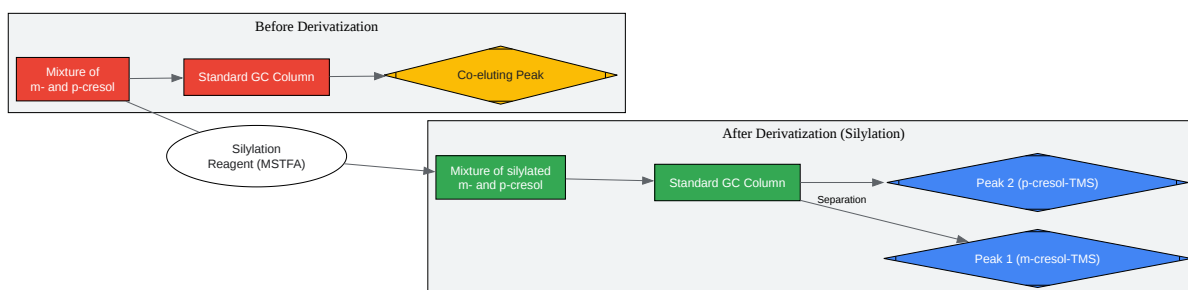 Before Derivatization
Mixture of
m- and p-cresol
Standard GC Column
Co-eluting Peak
Silylation
Reagent (MSTFA)
After Derivatization (Silylation)
Mixture of silylated
m- and p-cresol
Standard GC Column
Separation
Peak 2 (p-cresol-TMS)
Peak 1 (m-cresol-TMS)